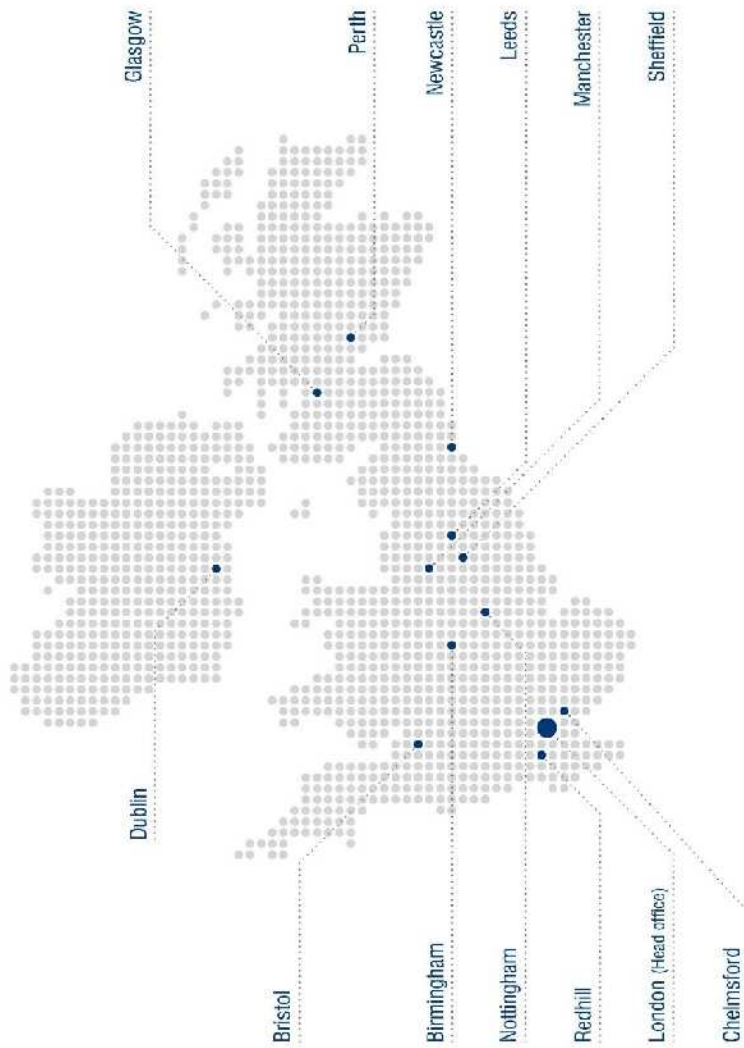 Glasgow
Perth
Newcastle
Leeds
Manchester
Sheffield
Dublin
Bristol
Birmingham
Nottingham
Redhill
London (Head office)
Chelmsford